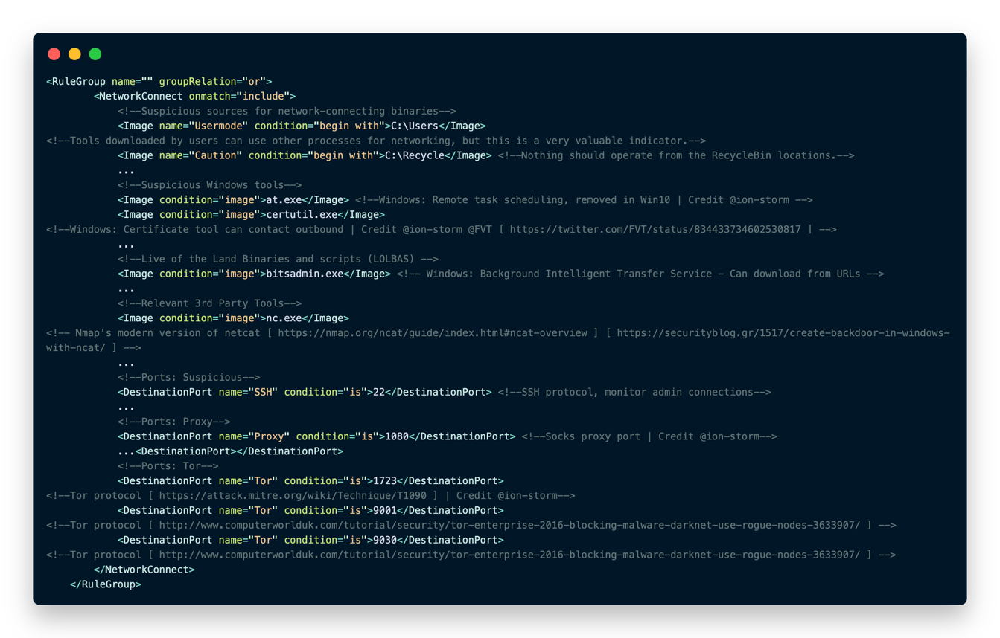 <RuleGroup name="" groupRelation="or">
        <NetworkConnect onmatch="include">
            <!--Suspicious sources for network-connecting binaries-->
            <Image name="Usermode" condition="begin with">C:\Users</Image>
<!--Tools downloaded by users can use other processes for networking, but this is a very valuable indicator.-->
            <Image name="Caution" condition="begin with">C:\Recycle</Image> <!--Nothing should operate from the RecycleBin locations.-->
            ...
            <!--Suspicious Windows tools-->
            <Image condition="image">at.exe</Image> <!--Windows: Remote task scheduling, removed in Win10 | Credit @ion-storm -->
            <Image condition="image">certutil.exe</Image>
<!--Windows: Certificate tool can contact outbound | Credit @ion-storm @FVT [ https://twitter.com/FVT/status/834433734602530817 ] -->
            ...
            <!--Live of the Land Binaries and scripts (LOLBAS) -->
            <Image condition="image">bitsadmin.exe</Image> <!-- Windows: Background Intelligent Transfer Service - Can download from URLs -->
            ...
            <!--Relevant 3rd Party Tools-->
            <Image condition="image">nc.exe</Image>
<!-- Nmap's modern version of netcat [ https://nmap.org/ncat/guide/index.html#ncat-overview ] [ https://securityblog.gr/1517/create-backdoor-in-windows-
with-ncat/ ] -->
            ...
            <!--Ports: Suspicious-->
            <DestinationPort name="SSH" condition="is">22</DestinationPort> <!--SSH protocol, monitor admin connections-->
            ...
            <!--Ports: Proxy-->
            <DestinationPort name="Proxy" condition="is">1080</DestinationPort> <!--Socks proxy port | Credit @ion-storm-->
            ...<DestinationPort></DestinationPort>
            <!--Ports: Tor-->
            <DestinationPort name="Tor" condition="is">1723</DestinationPort>
<!--Tor protocol [ https://attack.mitre.org/wiki/Technique/T1090 ] | Credit @ion-storm-->
            <DestinationPort name="Tor" condition="is">9001</DestinationPort>
<!--Tor protocol [ http://www.computerworlduk.com/tutorial/security/tor-enterprise-2016-blocking-malware-darknet-use-rogue-nodes-3633907/ ] -->
            <DestinationPort name="Tor" condition="is">9030</DestinationPort>
<!--Tor protocol [ http://www.computerworlduk.com/tutorial/security/tor-enterprise-2016-blocking-malware-darknet-use-rogue-nodes-3633907/ ] -->
        </NetworkConnect>
    </RuleGroup>